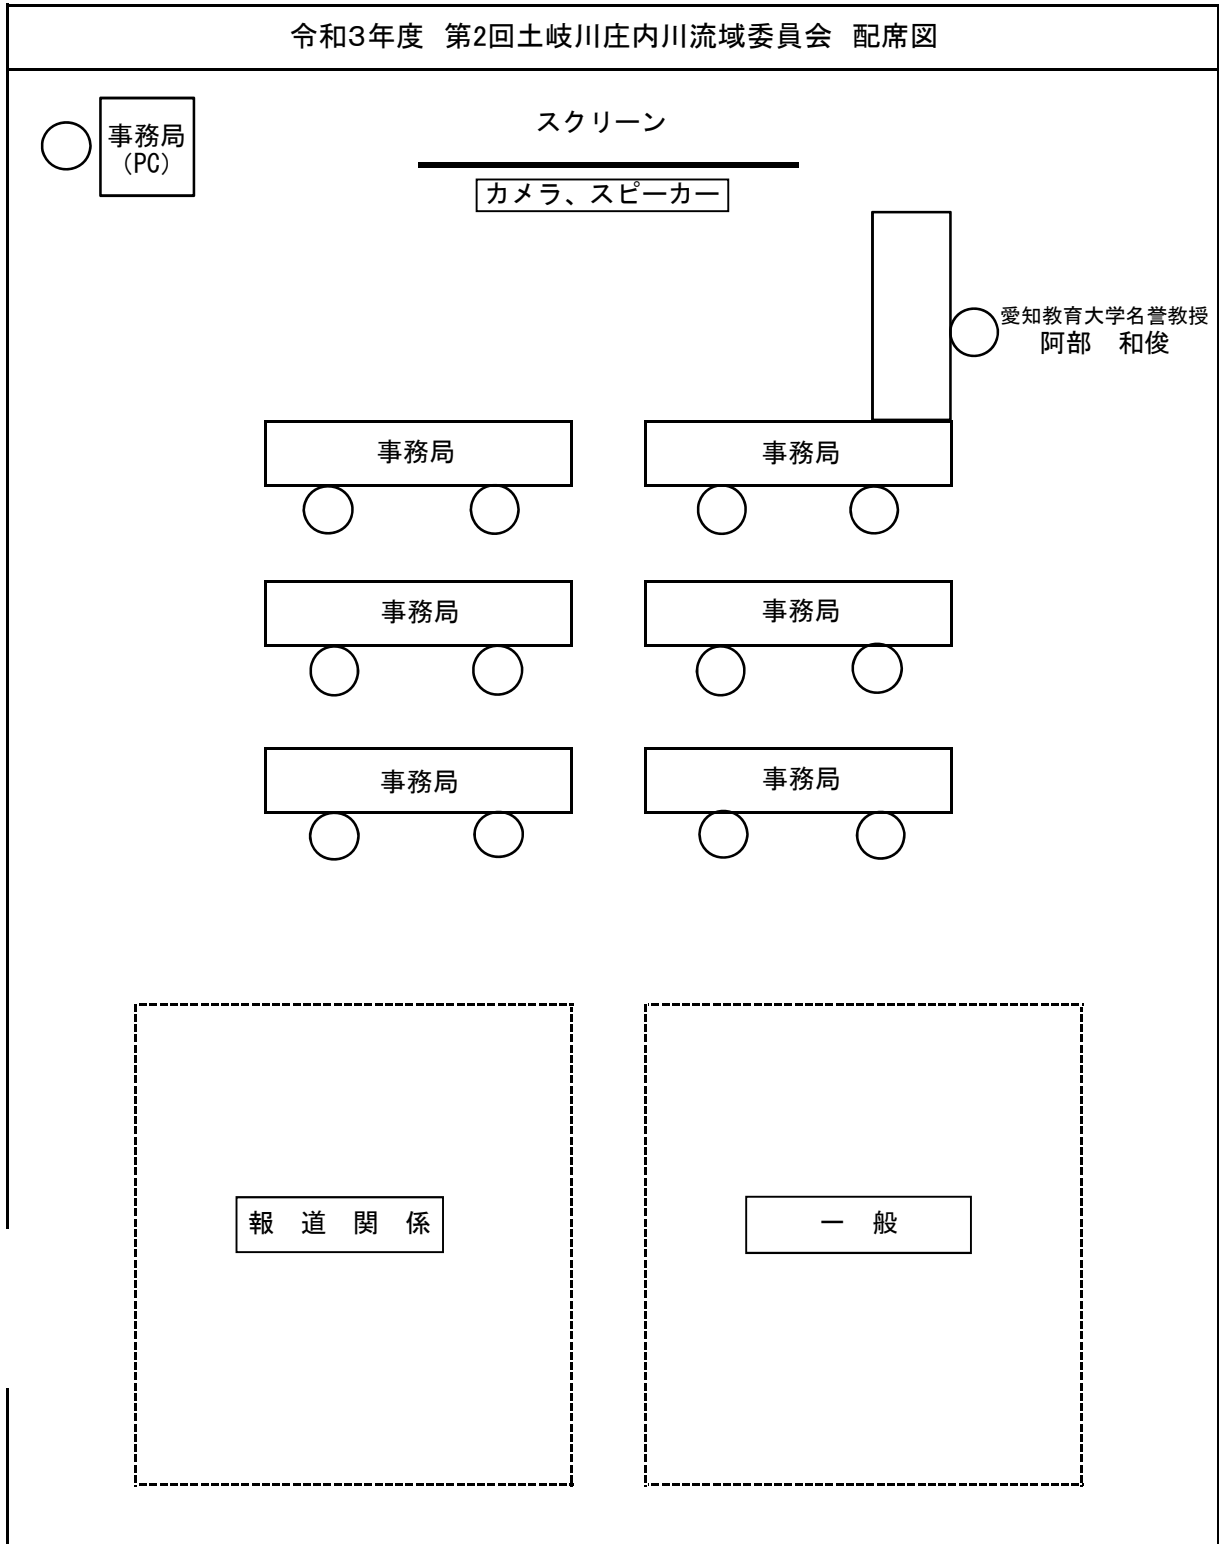 令和3年度 第2回土岐川庄内川流域委員会 配席図
事務局
(PC)
スクリーン
カメラ、スピーカー
愛知教育大学名誉教授
阿部 和俊
事務局
事務局
事務局
事務局
事務局
事務局
報 道 関 係
一 般